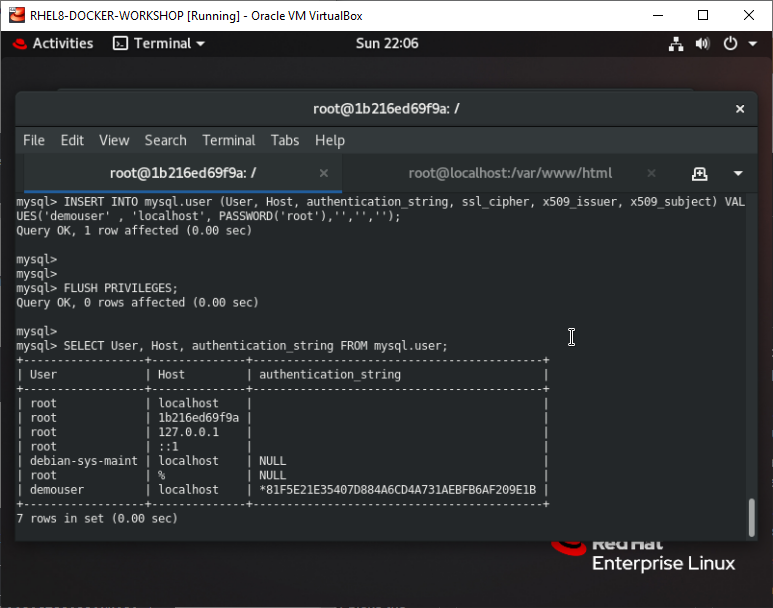 RHEL8-DOCKER-WORKSHOP [Running] - Oracle VM VirtualBox
Activities Terminal Sun 22:06
root@1b216ed69f9a: /
File Edit View Search Terminal Tabs Help
root@1b216ed69f9a: / root@localhost:/var/www/html
mysql> INSERT INTO mysql.user (User, Host, authentication_string, ssl_cipher, x509_issuer, x509_subject) VAL
UES('demouser' , 'localhost', PASSWORD('root'),'','','');
Query OK, 1 row affected (0.00 sec)
mysql>
mysql>
mysql> FLUSH PRIVILEGES;
Query OK, 0 rows affected (0.00 sec)
mysql>
mysql> SELECT User, Host, authentication_string FROM mysql.user;
+------------------+--------------+-------------------------------------------+
| User | Host | authentication_string |
+------------------+--------------+-------------------------------------------+
| root | localhost | |
| root | 1b216ed69f9a | |
| root | 127.0.0.1 | |
| root | ::1 | |
| debian-sys-maint | localhost | NULL |
| root | % | NULL |
| demouser | localhost | *81F5E21E35407D884A6CD4A731AEBFB6AF209E1B |
+------------------+--------------+-------------------------------------------+
7 rows in set (0.00 sec)
Red Hat
Enterprise Linux